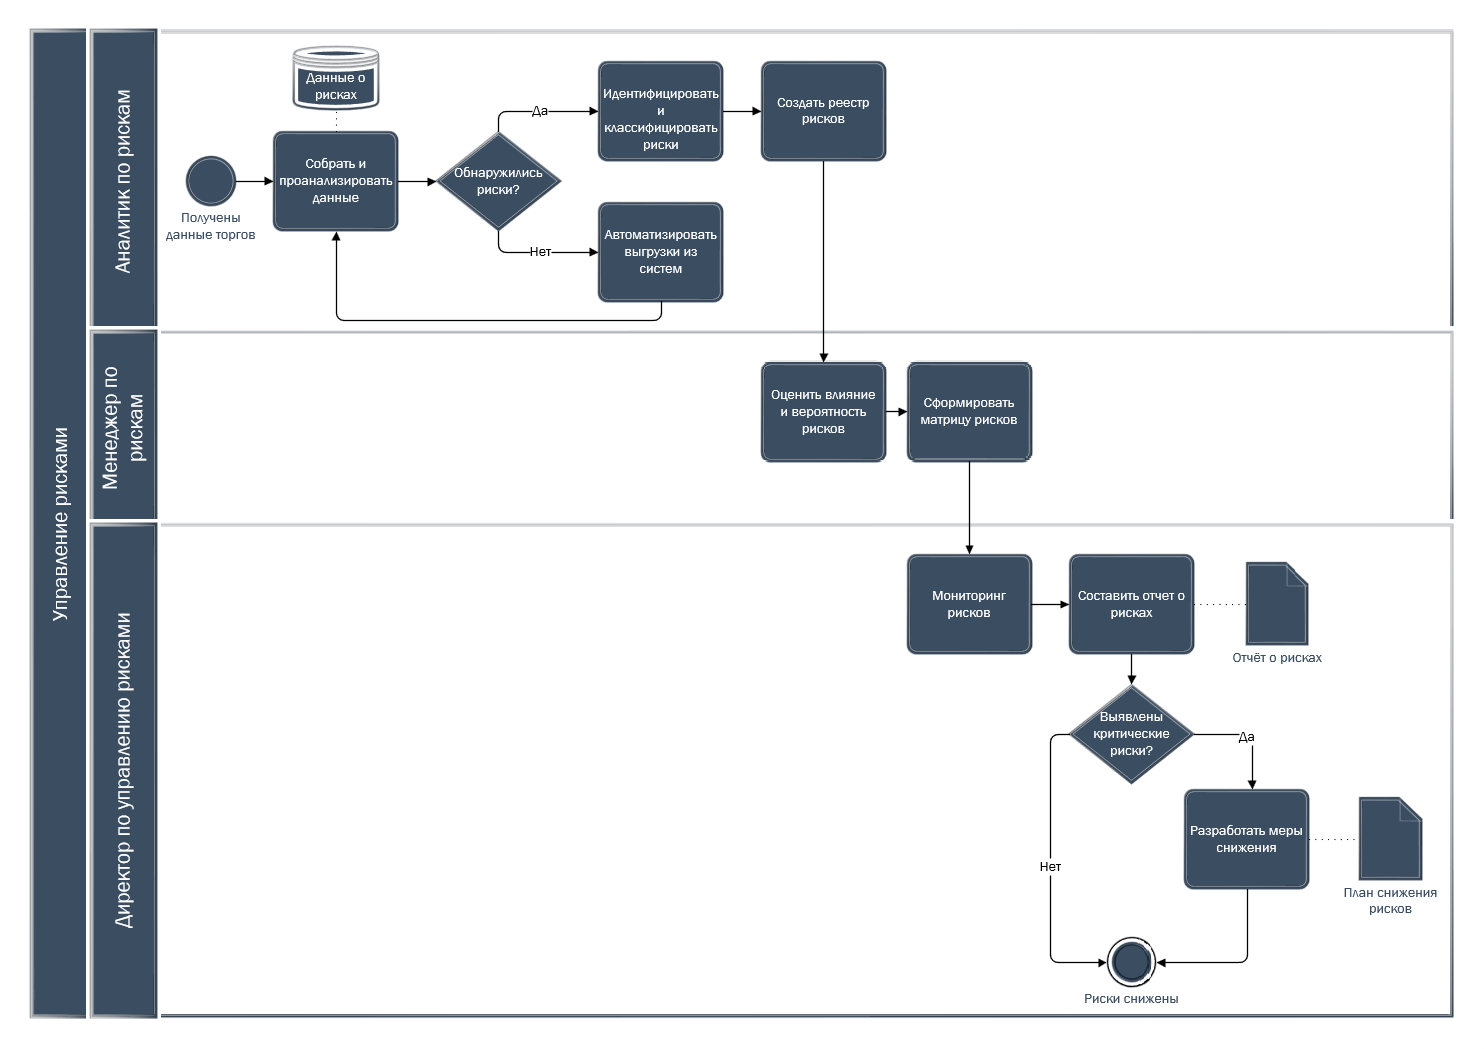 Управление рисками
Аналитик по рискам
Данные о
рисках
Получены
данные торгов
Собрать и
проанализировать
данные
Обнаружились
риски?
Да
Нет
Идентифицировать
и
классифицировать
риски
Создать реестр
рисков
Автоматизировать
выгрузки из
систем
Менеджер по
рискам
Оценить влияние
и вероятность
рисков
Сформировать
матрицу рисков
Директор по управлению рисками
Мониторинг
рисков
Составить отчет о
рисках
Отчёт о рисках
Выявлены
критические
риски?
Да
Нет
Разработать меры
снижения
План снижения
рисков
Риски снижены